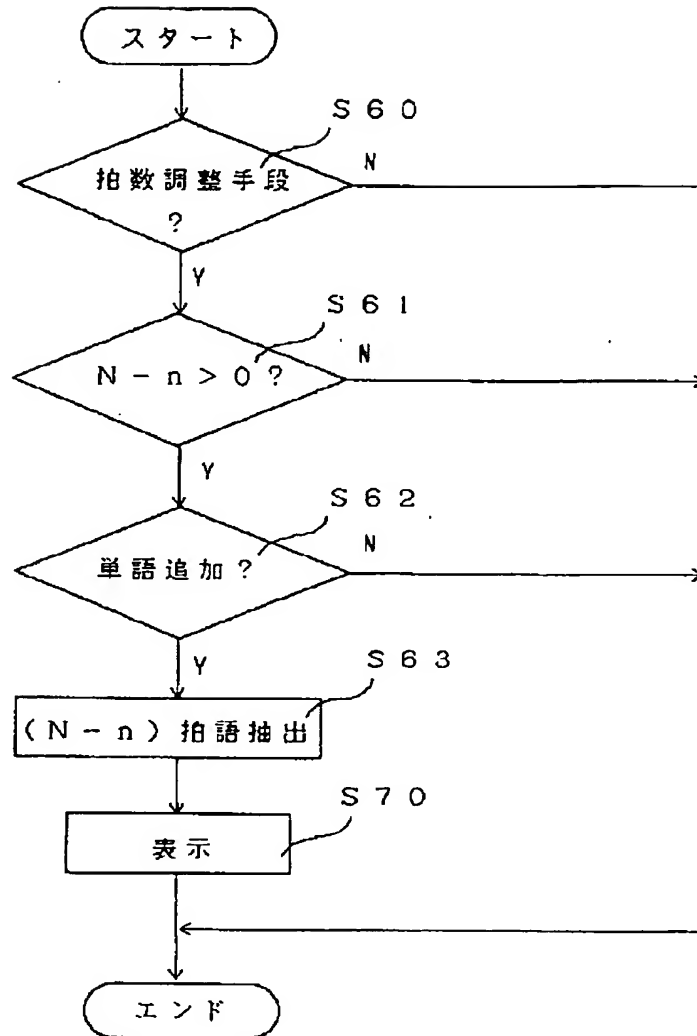 スタート
S60
拍数調整手段
?
N
Y
S61
N-n>0?
N
Y
S62
単語追加?
N
Y
S63
(N-n)拍語抽出
S70
表示
エンド